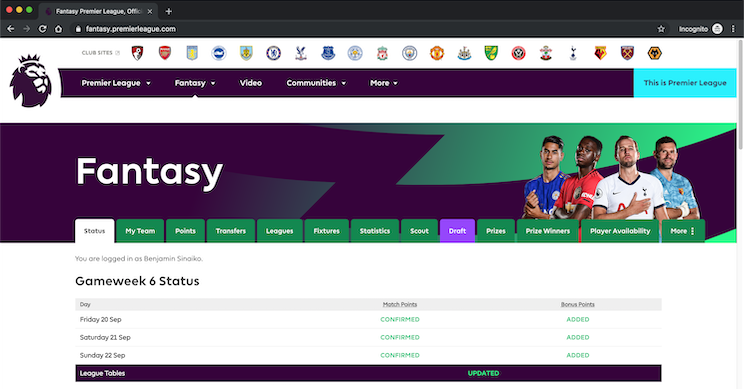 Fantasy Premier League, Offici
fantasy.premierleague.com
Incognito
CLUB SITES
Premier League Fantasy Video Communities More
This is Premier League
Fantasy
Status My Team Points Transfers Leagues Fixtures Statistics Scout Draft Prizes Prize Winners Player Availability More
You are logged in as Benjamin Sinaiko.
Gameweek 6 Status
Day Match Points Bonus Points
Friday 20 Sep CONFIRMED ADDED
Saturday 21 Sep CONFIRMED ADDED
Sunday 22 Sep CONFIRMED ADDED
League Tables UPDATED